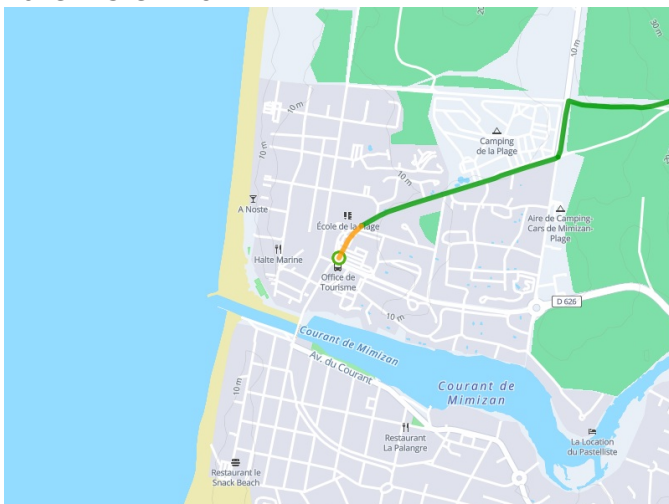 10 m
30 m
10 m
10 m
Camping
de la Plage
10 m
A Noste
École de la Plage
Aire de Camping-
Cars de Mimizan-
Plage
Halte Marine
Office de
Tourisme
D 626
10 m
Courant de Mimizan
Av. du Courant
Courant de
Mimizan
10 m
Restaurant
La Palangre
La Location
du Pastelliste
Restaurant le
Snack Beach